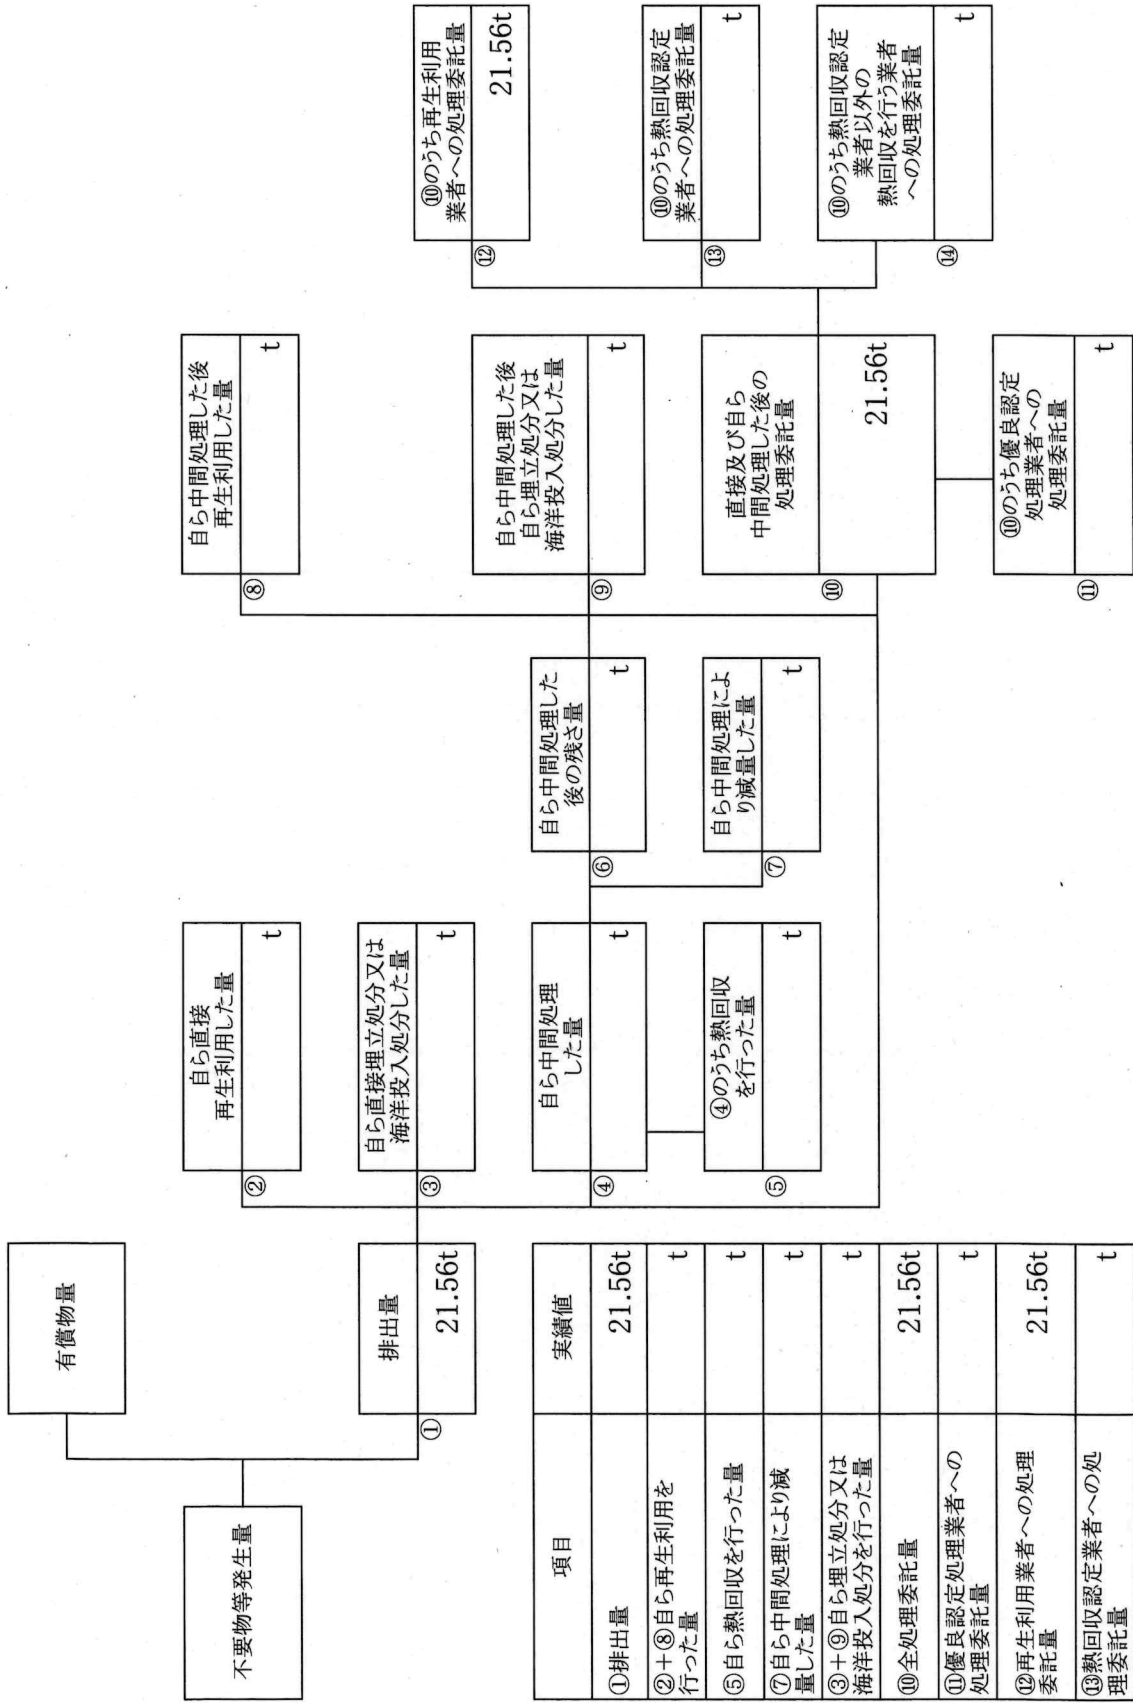 不要物等発生量
有償物量
排出量
①
21.56t
自ら直接
再生利用した量
②
t
自ら直接埋立処分又は
海洋投入処分した量
③
t
自ら中間処理
した量
④
t
④のうち熱回収
を行った量
⑤
t
自ら中間処理した
後の残さ量
⑥
t
自ら中間処理によ
り減量した量
⑦
t
自ら中間処理した後
再生利用した量
⑧
t
自ら中間処理した後
自ら埋立処分又は
海洋投入処分した量
⑨
t
直接及び自ら
中間処理した後の
処理委託量
⑩
21.56t
⑩のうち優良認定
処理業者への
処理委託量
⑪
t
⑩のうち再生利用
業者への処理委託量
⑫
21.56t
⑩のうち熱回収認定
業者への処理委託量
⑬
t
⑩のうち熱回収認定
業者以外の
熱回収を行う業者
への処理委託量
⑭
t
項目 実績値
①排出量 21.56t
②+⑧自ら再生利用を
行った量 t
⑤自ら熱回収を行った量 t
⑦自ら中間処理により減
量した量 t
③+⑨自ら埋立処分又は
海洋投入処分を行った量 t
⑩全処理委託量 21.56t
⑪優良認定処理業者への
処理委託量 t
⑫再生利用業者への処理
委託量 21.56t
⑬熱回収認定業者への処
理委託量 t